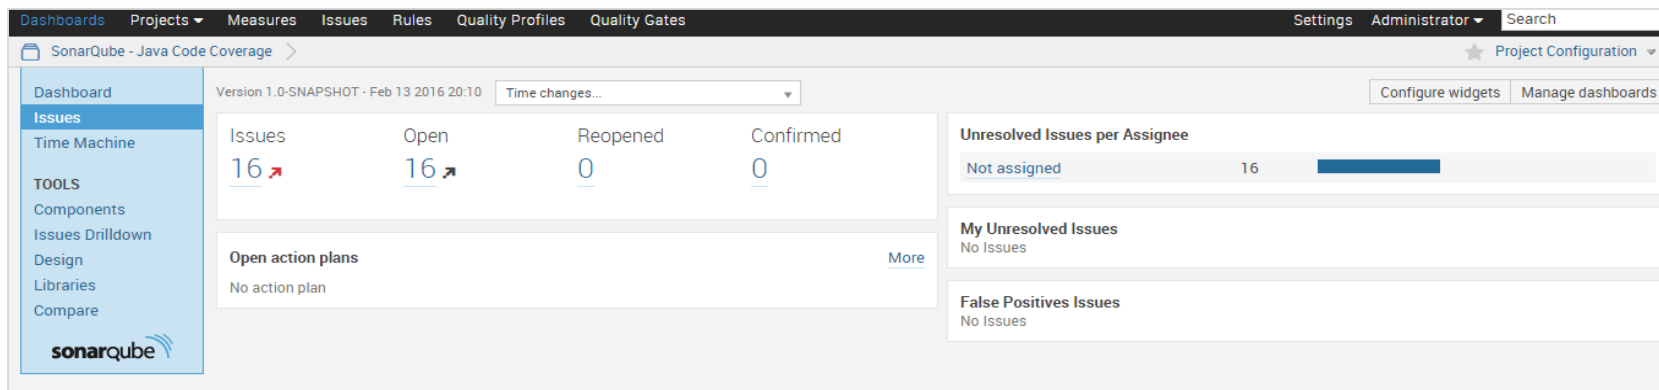 Dashboards Projects Measures Issues Rules Quality Profiles Quality Gates Settings Administrator Search
SonarQube - Java Code Coverage Project Configuration
Dashboard
Issues
Time Machine
TOOLS
Components
Issues Drilldown
Design
Libraries
Compare
sonarqube
Version 1.0-SNAPSHOT - Feb 13 2016 20:10 Time changes... Configure widgets Manage dashboards
Issues Open Reopened Confirmed
16 16 0 0
Open action plans More
No action plan
Unresolved Issues per Assignee
Not assigned 16
My Unresolved Issues
No Issues
False Positives Issues
No Issues